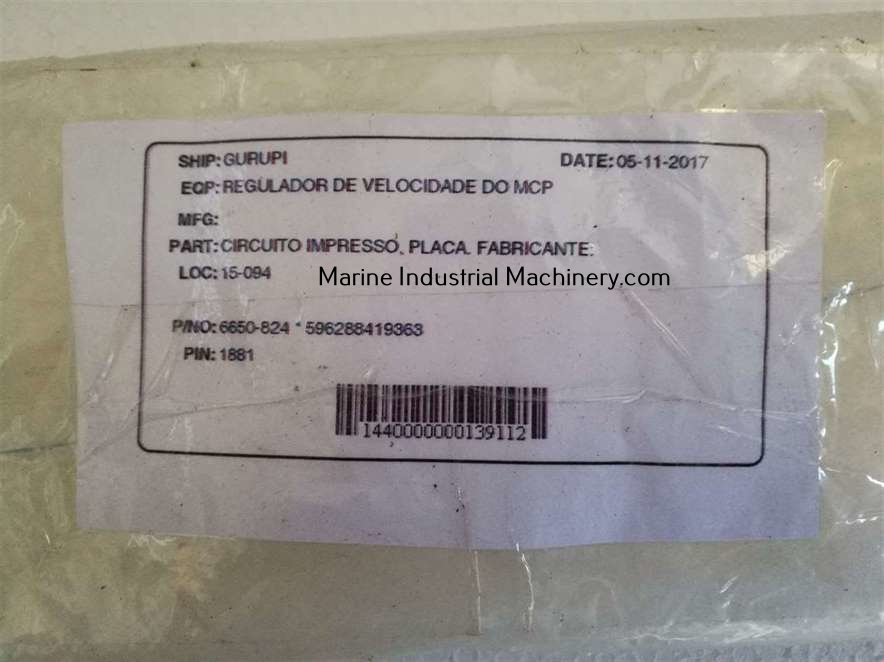 SHIP: GURUPI DATE: 05-11-2017
EQP: REGULADOR DE VELOCIDADE DO MCP
MFG:
PART: CIRCUITO IMPRESSO, PLACA. FABRICANTE:
LOC: 15-094
Marine Industrial Machinery.com
P/NO: 6650-824 * 596288419363
PIN: 1881
1440000000139112